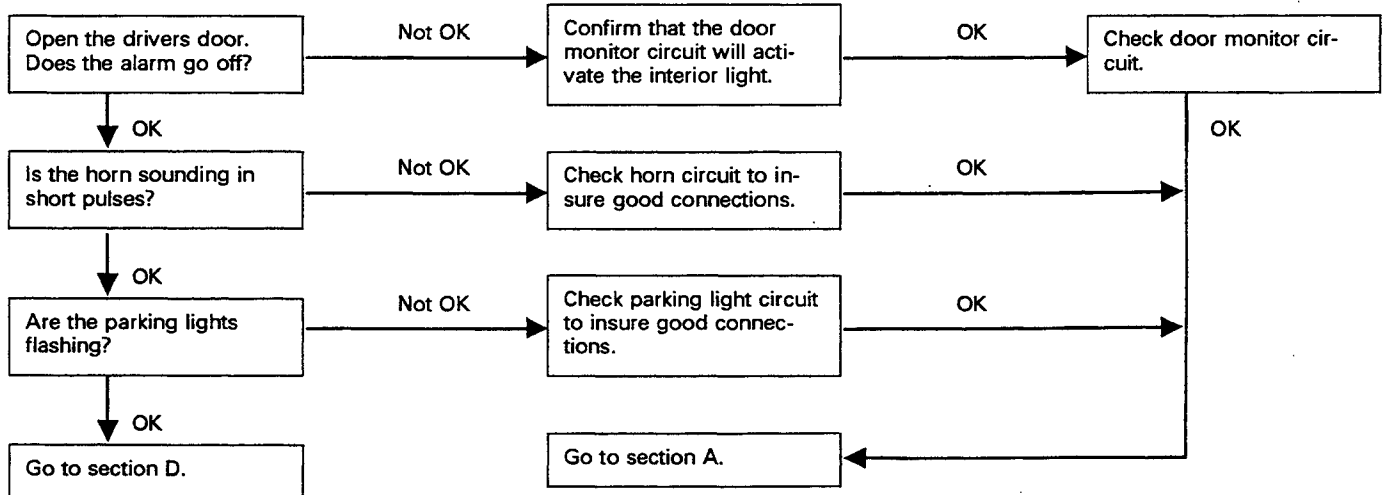 Open the drivers door.
Does the alarm go off?
Not OK
Confirm that the door
monitor circuit will acti-
vate the interior light.
OK
Check door monitor cir-
cuit.
OK
OK
Is the horn sounding in
short pulses?
Not OK
Check horn circuit to in-
sure good connections.
OK
OK
Are the parking lights
flashing?
Not OK
Check parking light circuit
to insure good connec-
tions.
OK
OK
Go to section D.
Go to section A.